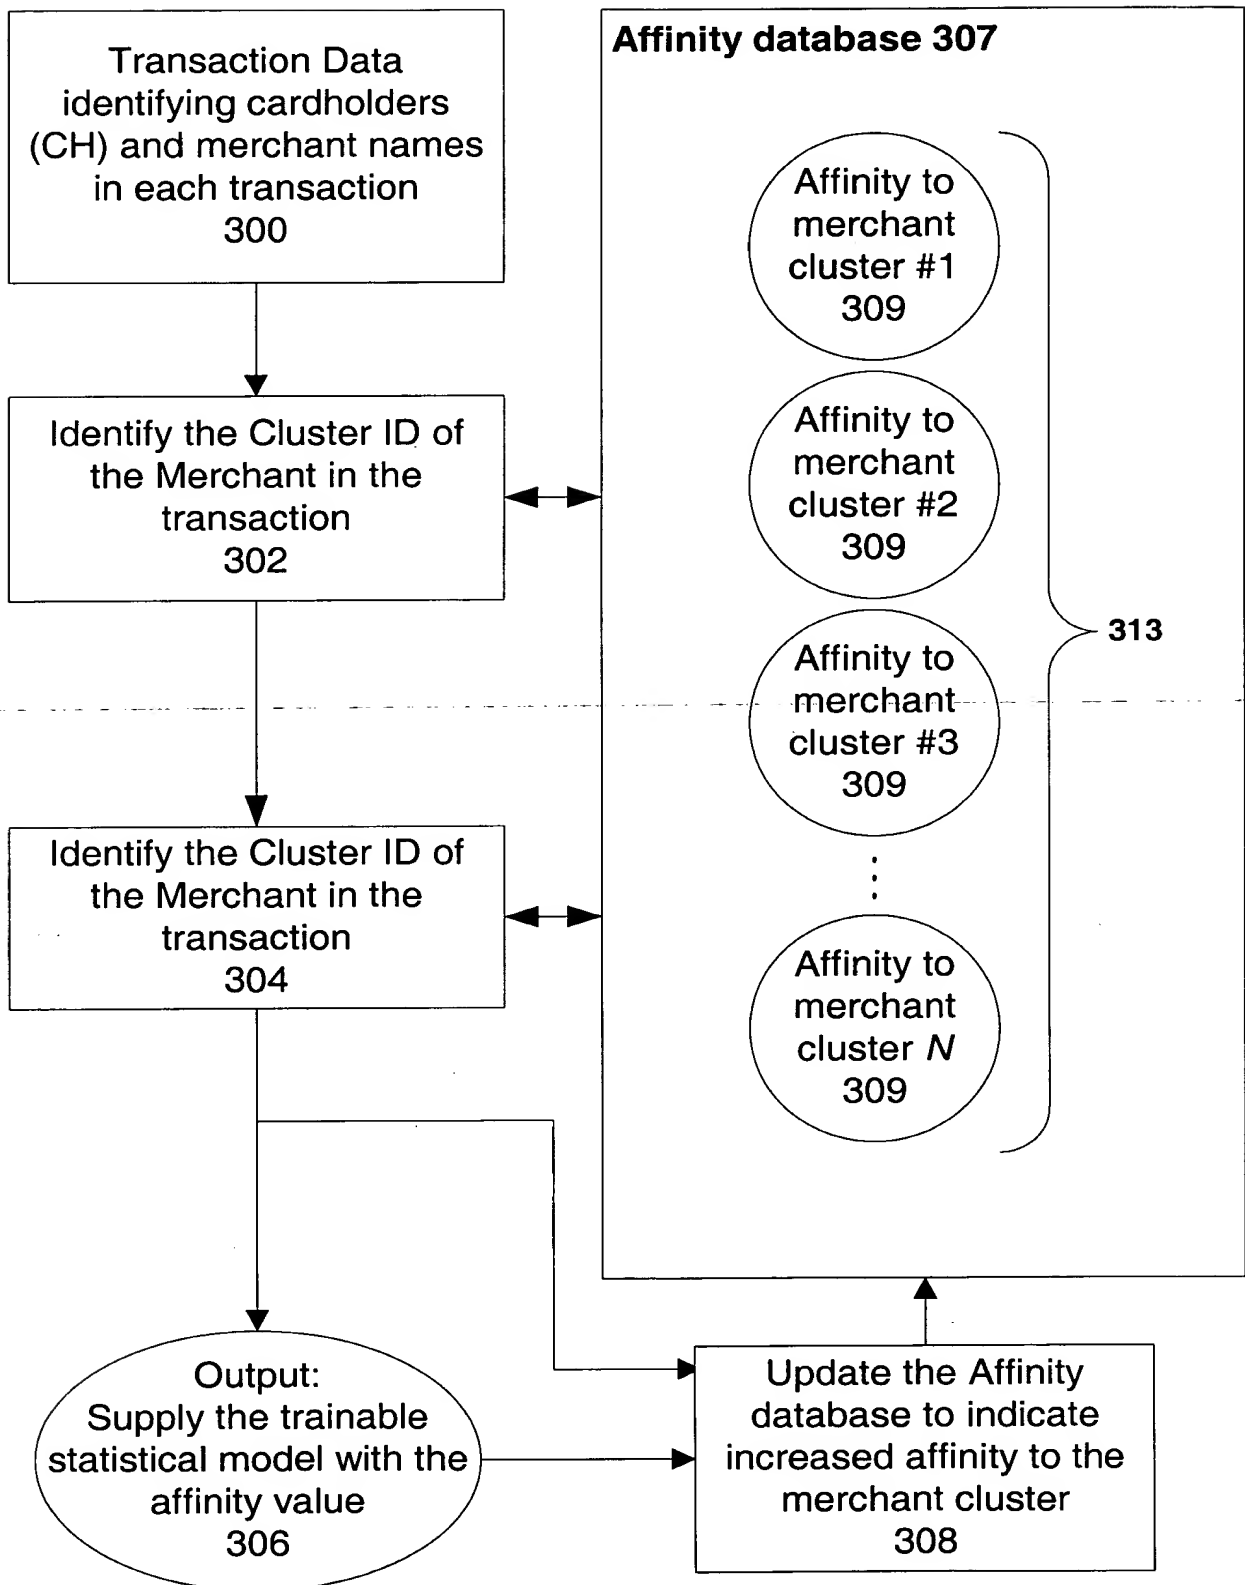 Transaction Data
identifying cardholders
(CH) and merchant names
in each transaction
300
Identify the Cluster ID of
the Merchant in the
transaction
302
Identify the Cluster ID of
the Merchant in the
transaction
304
Output:
Supply the trainable
statistical model with the
affinity value
306
Affinity database 307
Affinity to
merchant
cluster #1
309
Affinity to
merchant
cluster #2
309
Affinity to
merchant
cluster #3
309
Affinity to
merchant
cluster N
309
313
Update the Affinity
database to indicate
increased affinity to the
merchant cluster
308